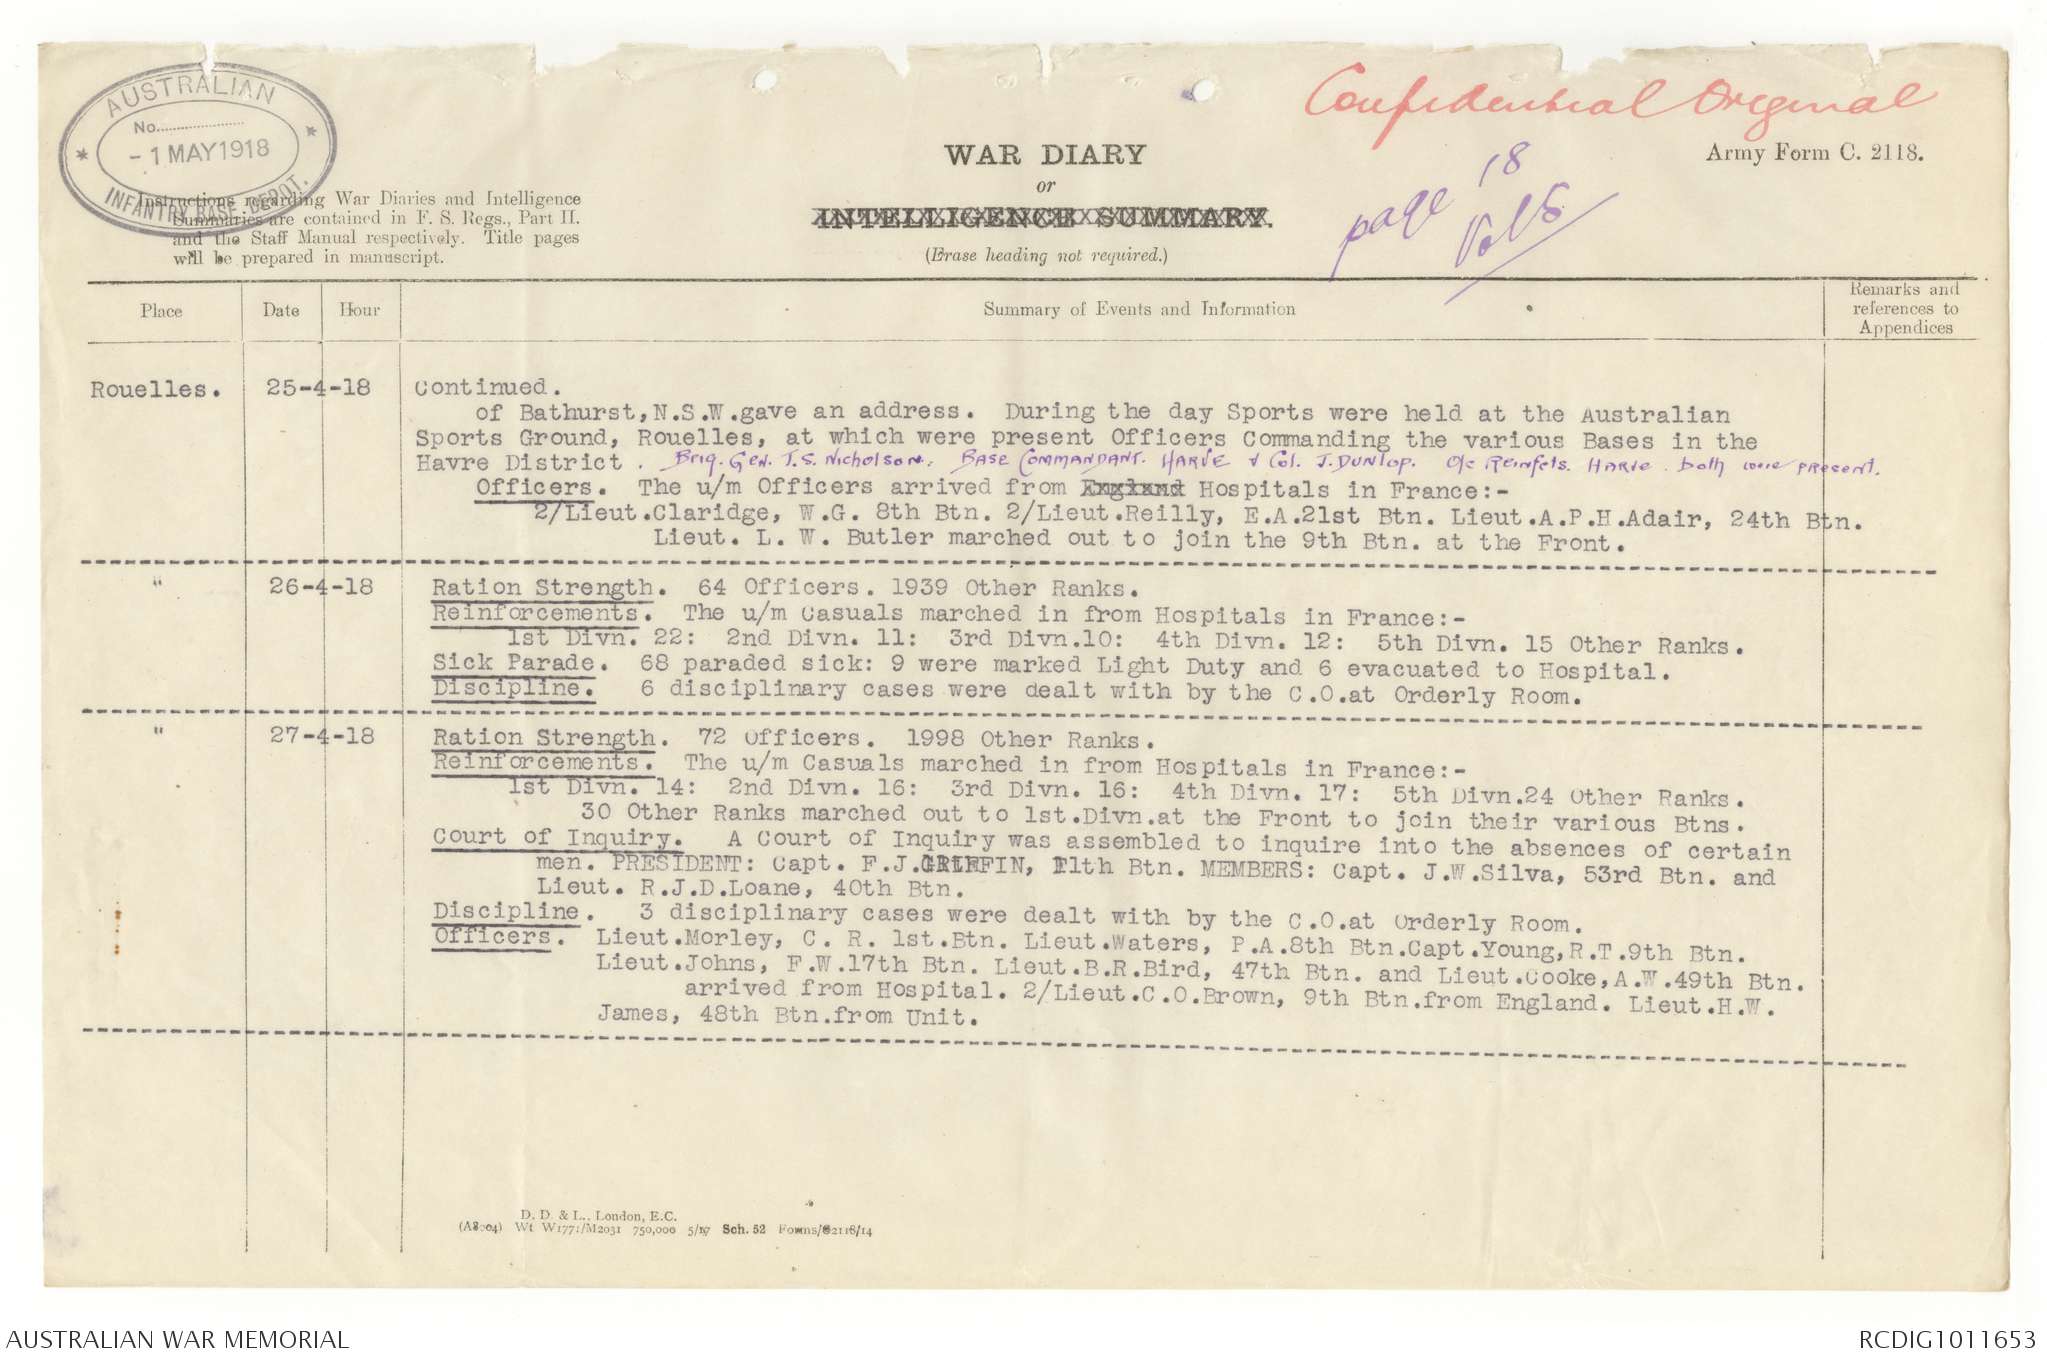 Confidential Original
AUSTRALIAN
No.
- 1 MAY 1918
INFANTRY BASE DEPOT.
WAR DIARY
or
INTELLIGENCE SUMMARY.
(Erase heading not required.)
page 18
Vol 5
Army Form C. 2118.
Instructions regarding War Diaries and Intelligence
Summaries are contained in F. S. Regs., Part II.
and the Staff Manual respectively. Title pages
will be prepared in manuscript.
Place Date Hour Summary of Events and Information Remarks and references to Appendices
Rouelles. 25-4-18 Continued.
of Bathurst,N.S.W.gave an address. During the day Sports were held at the Australian
Sports Ground, Rouelles, at which were present Officers Commanding the various Bases in the
Havre District. Brig. Gen. T.S. Nicholson. Base Commandant. Harve & Col. J. Dunlop. O/c Reinfcts. Harve. both were present.
Officers. The u/m Officers arrived from England Hospitals in France:-
2/Lieut.Claridge, W.G. 8th Btn. 2/Lieut.Reilly, E.A.21st Btn. Lieut.A.P.H.Adair, 24th Btn.
Lieut. L. W. Butler marched out to join the 9th Btn. at the Front.
" 26-4-18 Ration Strength. 64 Officers. 1939 Other Ranks.
Reinforcements. The u/m Casuals marched in from Hospitals in France:-
1st Divn. 22: 2nd Divn. 11: 3rd Divn.10: 4th Divn. 12: 5th Divn. 15 Other Ranks.
Sick Parade. 68 paraded sick: 9 were marked Light Duty and 6 evacuated to Hospital.
Discipline. 6 disciplinary cases were dealt with by the C.O.at Orderly Room.
" 27-4-18 Ration Strength. 72 Officers. 1998 Other Ranks.
Reinforcements. The u/m Casuals marched in from Hospitals in France:-
1st Divn. 14: 2nd Divn. 16: 3rd Divn. 16: 4th Divn. 17: 5th Divn.24 Other Ranks.
30 Other Ranks marched out to 1st.Divn.at the Front to join their various Btns.
Court of Inquiry. A Court of Inquiry was assembled to inquire into the absences of certain
men. PRESIDENT: Capt. F.J.GRIFFIN, 11th Btn. MEMBERS: Capt. J.W.Silva, 53rd Btn. and
Lieut. R.J.D.Loane, 40th Btn.
Discipline. 3 disciplinary cases were dealt with by the C.O.at Orderly Room.
Officers. Lieut.Morley, C. R. 1st.Btn. Lieut.Waters, P.A.8th Btn.Capt.Young,R.T.9th Btn.
Lieut.Johns, F.W.17th Btn. Lieut.B.R.Bird, 47th Btn. and Lieut.Cooke,A.W.49th Btn.
arrived from Hospital. 2/Lieut.C.O.Brown, 9th Btn.from England. Lieut.H.W.
James, 48th Btn.from Unit.
D. D. & L., London, E.C.
(A8004) Wt W1771/M2031 750,000 5/17 Sch. 52 Forms/C2118/14
AUSTRALIAN WAR MEMORIAL RCDIG1011653